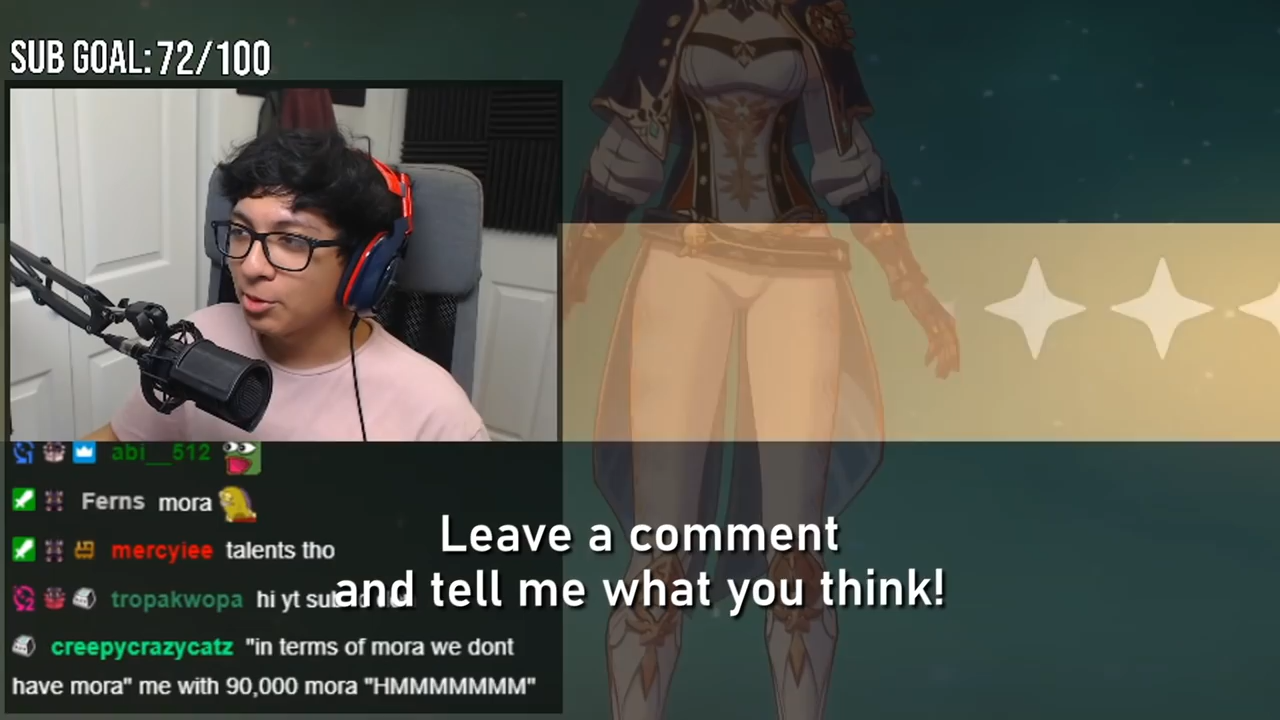 SUB GOAL: 72/100
abi__512
Ferns mora
mercyiee talents tho
tropakwopa hi yt sub
creepycrazycatz "in terms of mora we dont
have mora" me with 90,000 mora "HMMMMMMM"
Leave a comment
and tell me what you think!